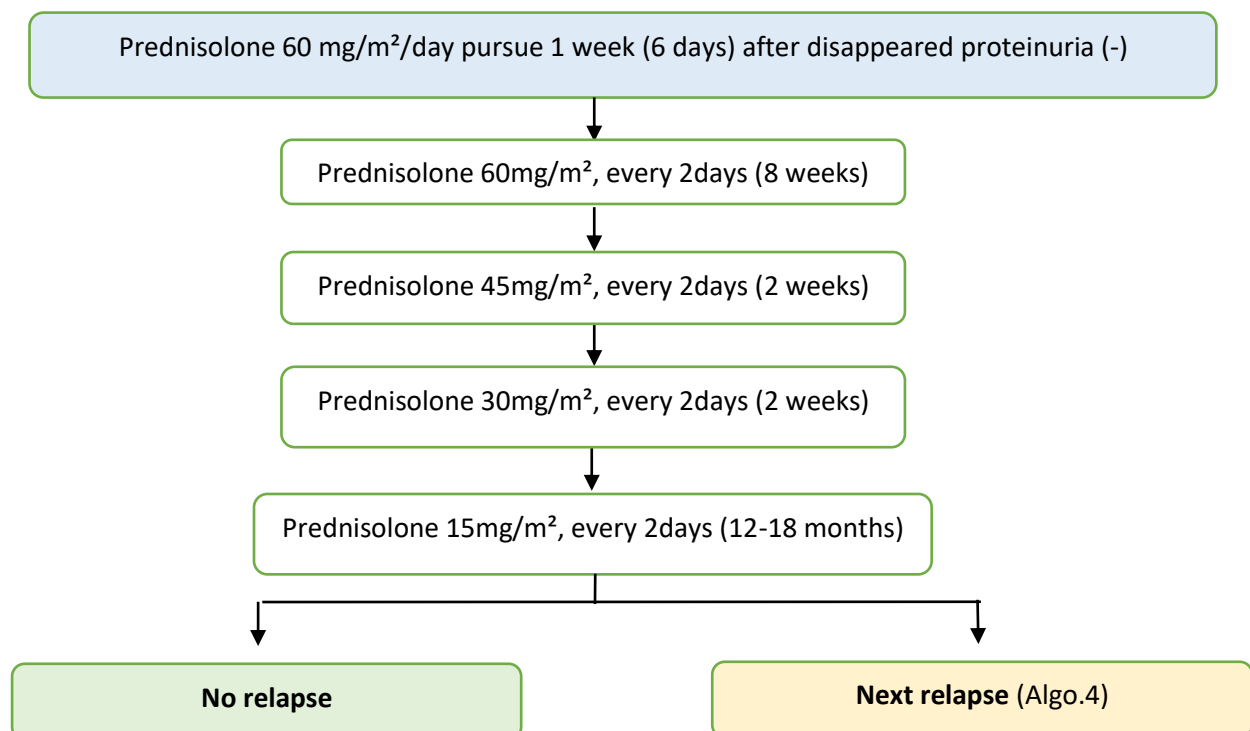 Prednisolone 60 mg/m²/day pursue 1 week (6 days) after disappeared proteinuria (-)
Prednisolone 60mg/m², every 2days (8 weeks)
Prednisolone 45mg/m², every 2days (2 weeks)
Prednisolone 30mg/m², every 2days (2 weeks)
Prednisolone 15mg/m², every 2days (12-18 months)
No relapse
Next relapse (Algo.4)